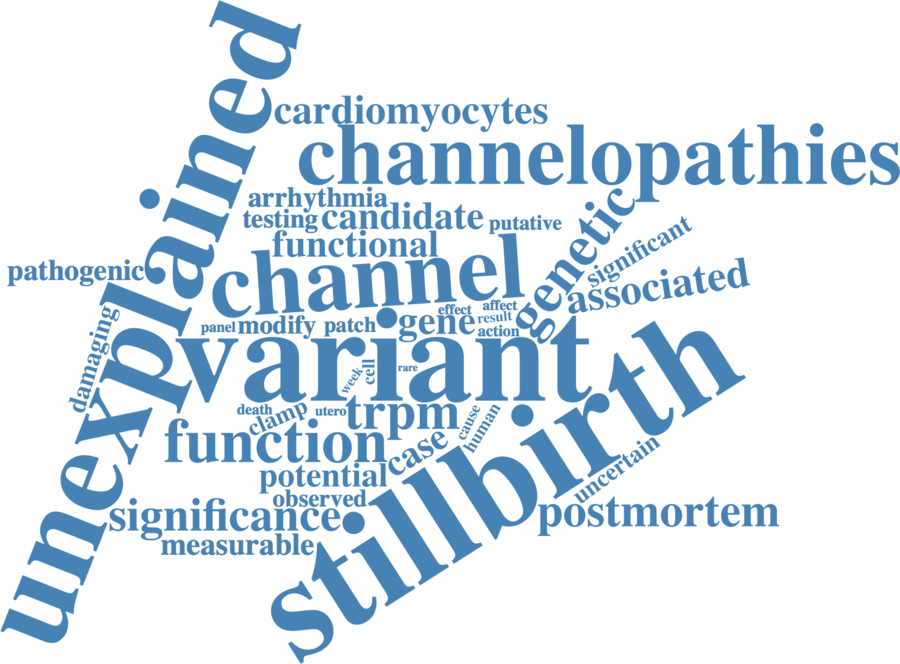 unexplained
cardiomyocytes
channelopathies
arrhythmia
testing candidate putative
functional
genetic
significant
pathogenic
channel
associated
damaging
effect affect
panel modify patch gene result
action
variant
week cell rare
death clamp utero trpm cause human
function case
stillbirth
potential
uncertain
observed
significance
postmortem
measurable